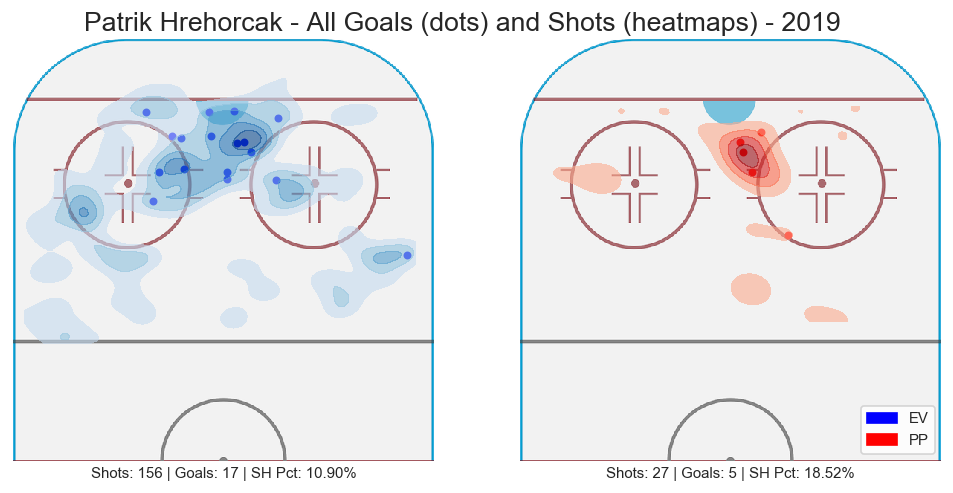 Patrik Hrehorcak - All Goals (dots) and Shots (heatmaps) - 2019
EV
PP
Shots: 156 | Goals: 17 | SH Pct: 10.90%
Shots: 27 | Goals: 5 | SH Pct: 18.52%